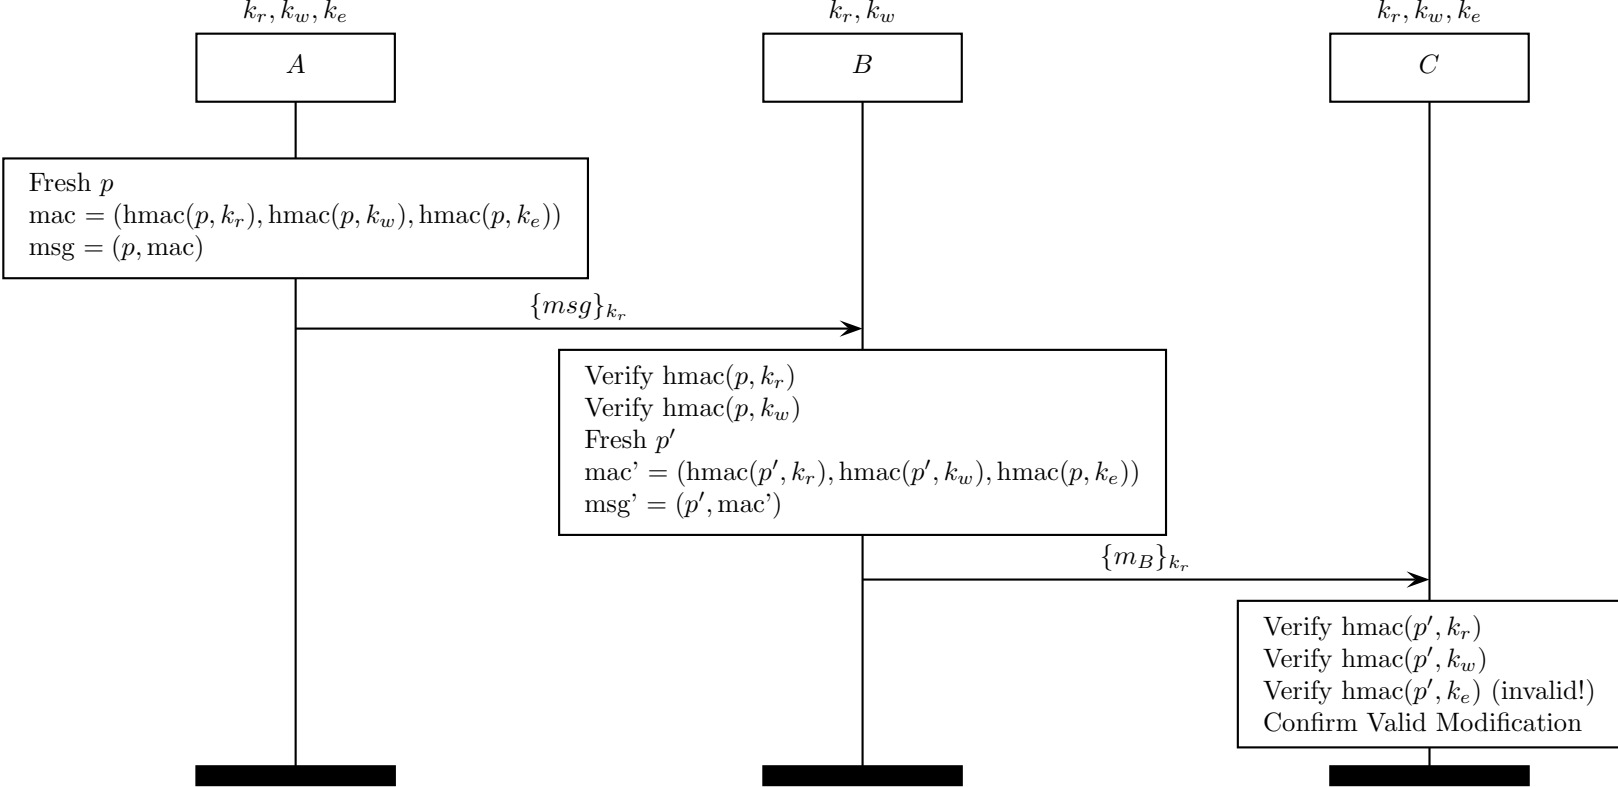 k_r, k_w, k_e
k_r, k_w
k_r, k_w, k_e
A
B
C
Fresh p
mac = (hmac(p, k_r), hmac(p, k_w), hmac(p, k_e))
msg = (p, mac)
{msg}_{k_r}
Verify hmac(p, k_r)
Verify hmac(p, k_w)
Fresh p′
mac’ = (hmac(p′, k_r), hmac(p′, k_w), hmac(p, k_e))
msg’ = (p′, mac’)
{m_B}_{k_r}
Verify hmac(p′, k_r)
Verify hmac(p′, k_w)
Verify hmac(p′, k_e) (invalid!)
Confirm Valid Modification